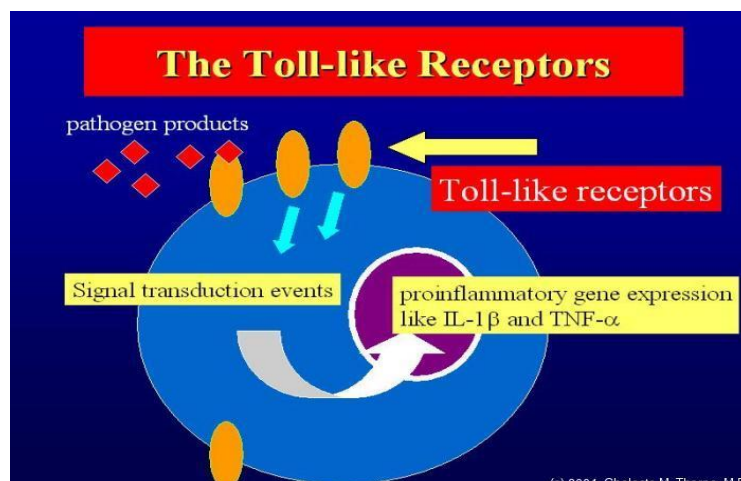 The Toll-like Receptors
pathogen products
Toll-like receptors
Signal transduction events
proinflammatory gene expression
like IL-1β and TNF-α